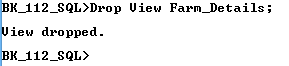 BK_112_SQL>Drop View Farm_Details;
View dropped.
BK_112_SQL>